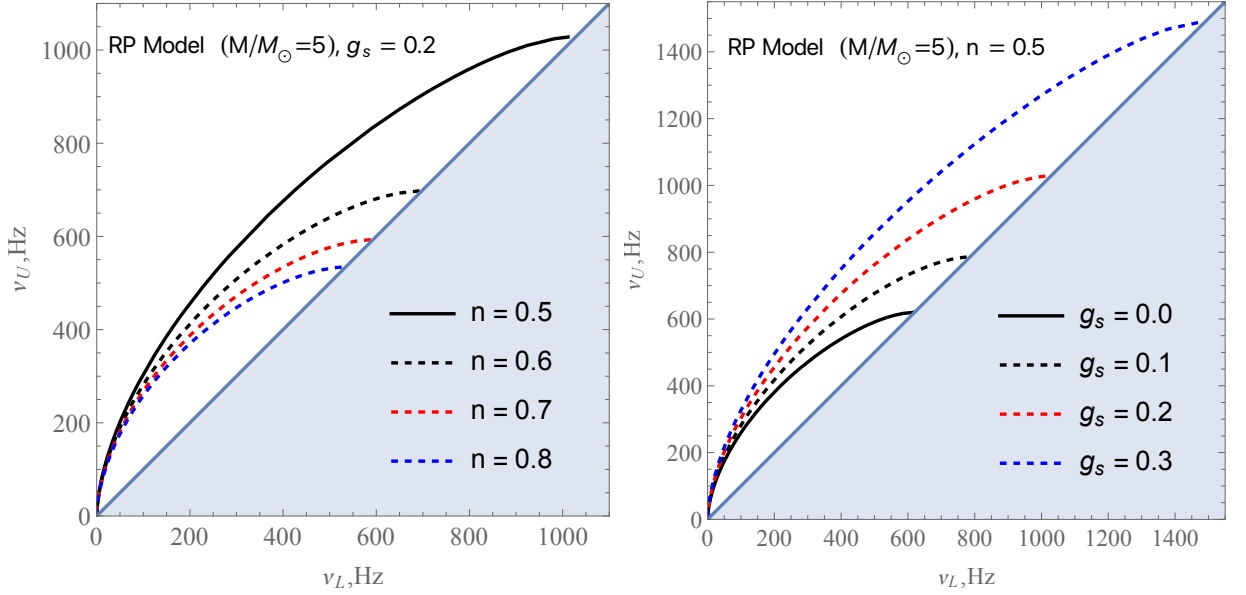 RP Model (M/M⊙=5), gs = 0.2
1000
800
600
400
200
0
νU,Hz
n = 0.5
n = 0.6
n = 0.7
n = 0.8
0 200 400 600 800 1000
νL,Hz
RP Model (M/M⊙=5), n = 0.5
1400
1200
1000
800
600
400
200
0
νU,Hz
gs = 0.0
gs = 0.1
gs = 0.2
gs = 0.3
0 200 400 600 800 1000 1200 1400
νL,Hz